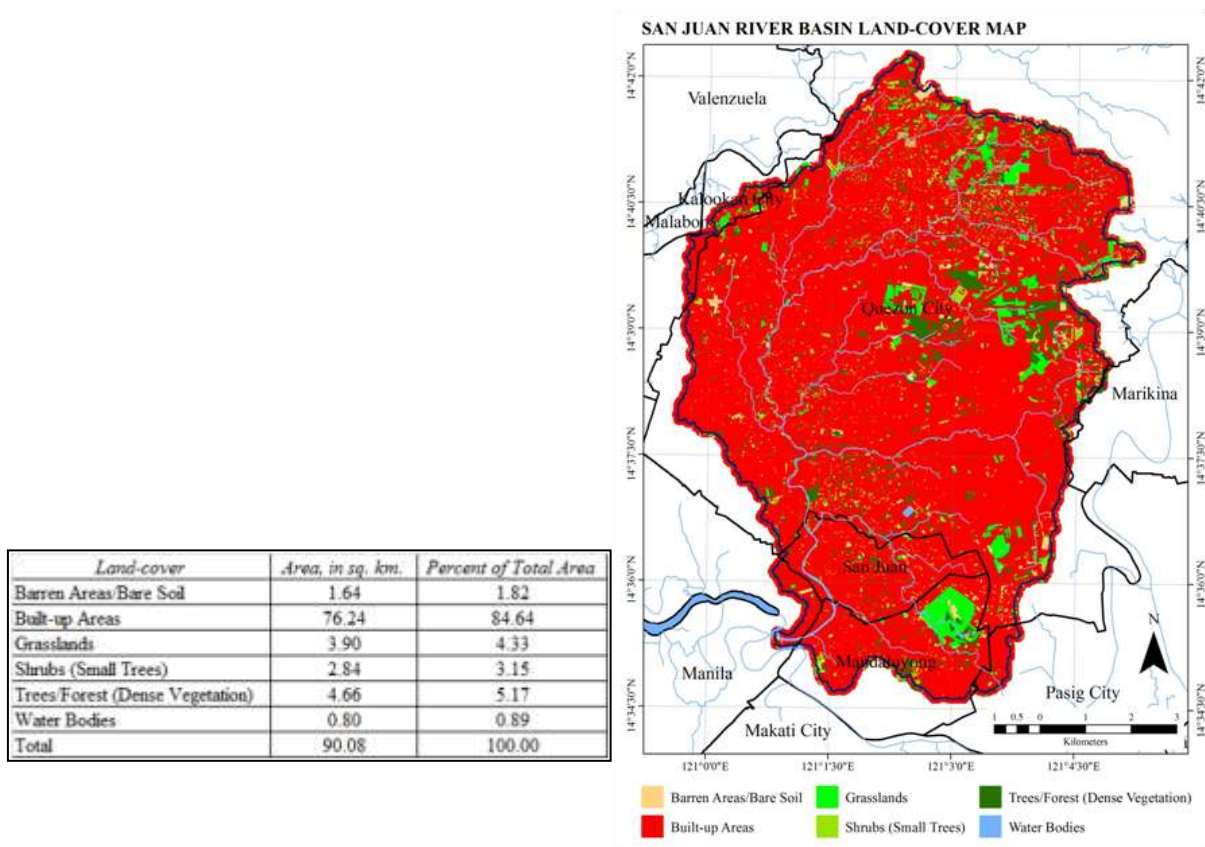 Land-cover Area, in sq. km. Percent of Total Area
Barren Areas/Bare Soil 1.64 1.82
Built-up Areas 76.24 84.64
Grasslands 3.90 4.33
Shrubs (Small Trees) 2.84 3.15
Trees/Forest (Dense Vegetation) 4.66 5.17
Water Bodies 0.80 0.89
Total 90.08 100.00
SAN JUAN RIVER BASIN LAND-COVER MAP
14°42'0"N
14°42'0"N
Valenzuela
14°40'30"N
14°40'30"N
Kalookan City
Malabon
Quezon City
14°39'0"N
14°39'0"N
Marikina
14°37'30"N
14°37'30"N
San Juan
14°36'0"N
14°36'0"N
N
Mandaluyong
Manila
Pasig City
14°34'30"N
14°34'30"N
Makati City
1 0.5 0 1 2 3
Kilometers
121°0'0"E 121°1'30"E 121°3'0"E 121°4'30"E
Barren Areas/Bare Soil Grasslands Trees/Forest (Dense Vegetation)
Built-up Areas Shrubs (Small Trees) Water Bodies